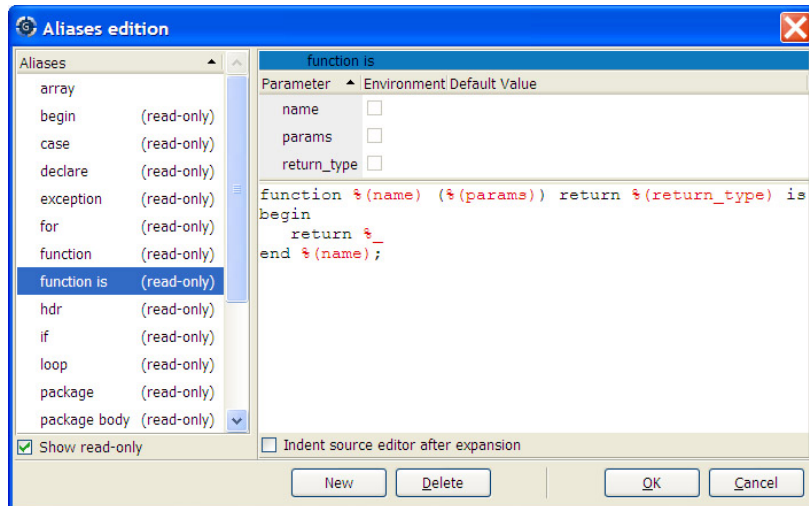 Aliases edition
Aliases
array
begin (read-only)
case (read-only)
declare (read-only)
exception (read-only)
for (read-only)
function (read-only)
function is (read-only)
hdr (read-only)
if (read-only)
loop (read-only)
package (read-only)
package body (read-only)
Show read-only
function is
Parameter Environment Default Value
name
params
return_type
function %(name) (%(params)) return %(return_type) is
begin
   return %_
end %(name);
Indent source editor after expansion
New Delete OK Cancel